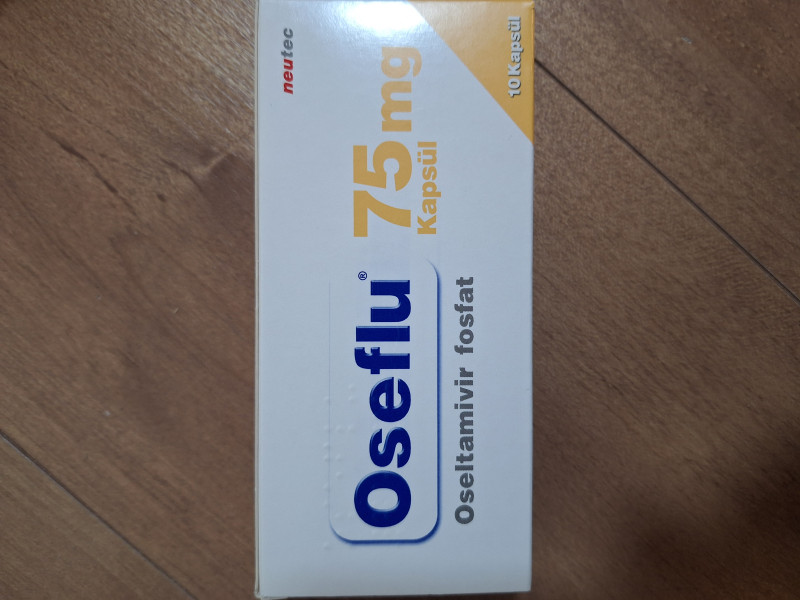 neutec
Oseflu® 75 mg
Kapsül
Oseltamivir fosfat
10 Kapsül